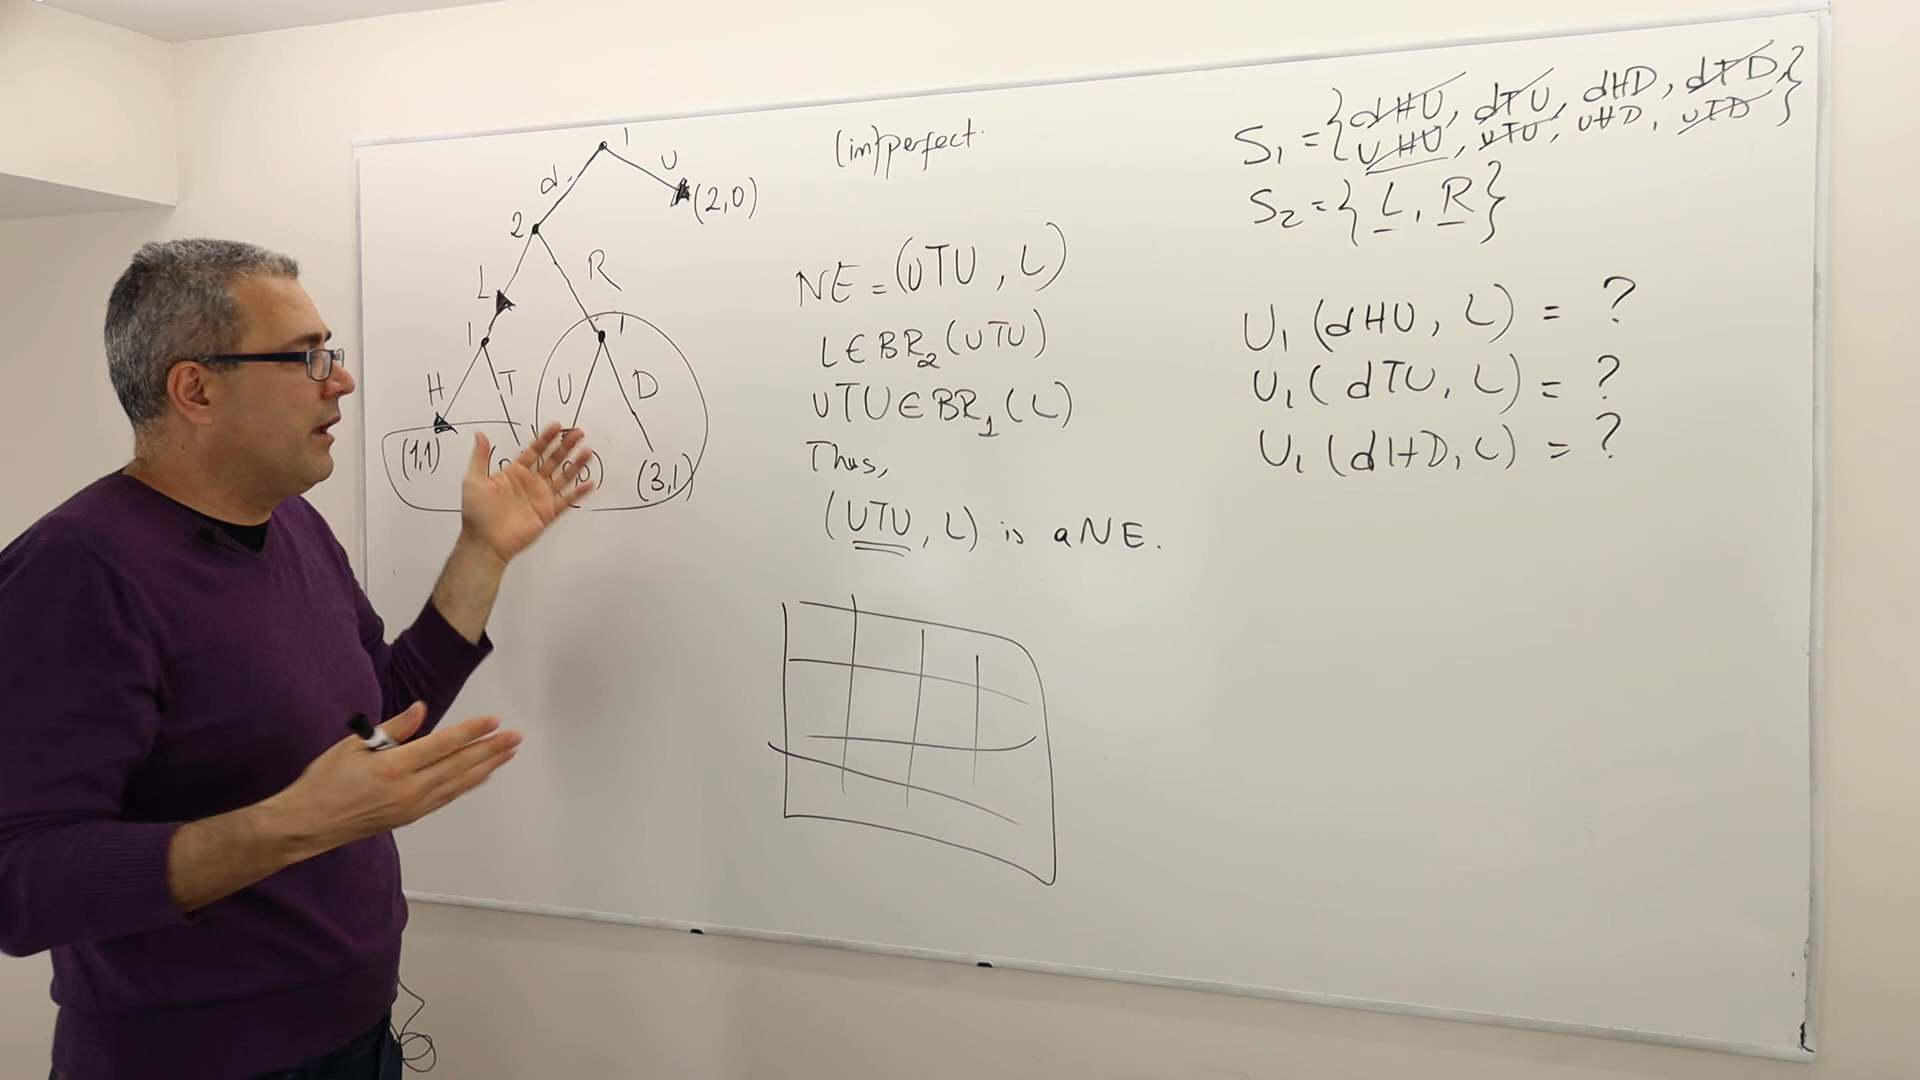 1
d
U
(2,0)
2
L
R
1
1
H
T
U
D
(1,1)
(3,1)
(im)perfect.
NE = (UTU, L)
L ∈ BR₂(UTU)
UTU ∈ BR₁(L)
Thus,
(UTU, L) is a NE.
S₁ = {dHU, dTU, dHD, dTD,
UHU, UTU, UHD, UTD}
S₂ = {L, R}
U₁(dHU, L) = ?
U₁(dTU, L) = ?
U₁(dHD, L) = ?